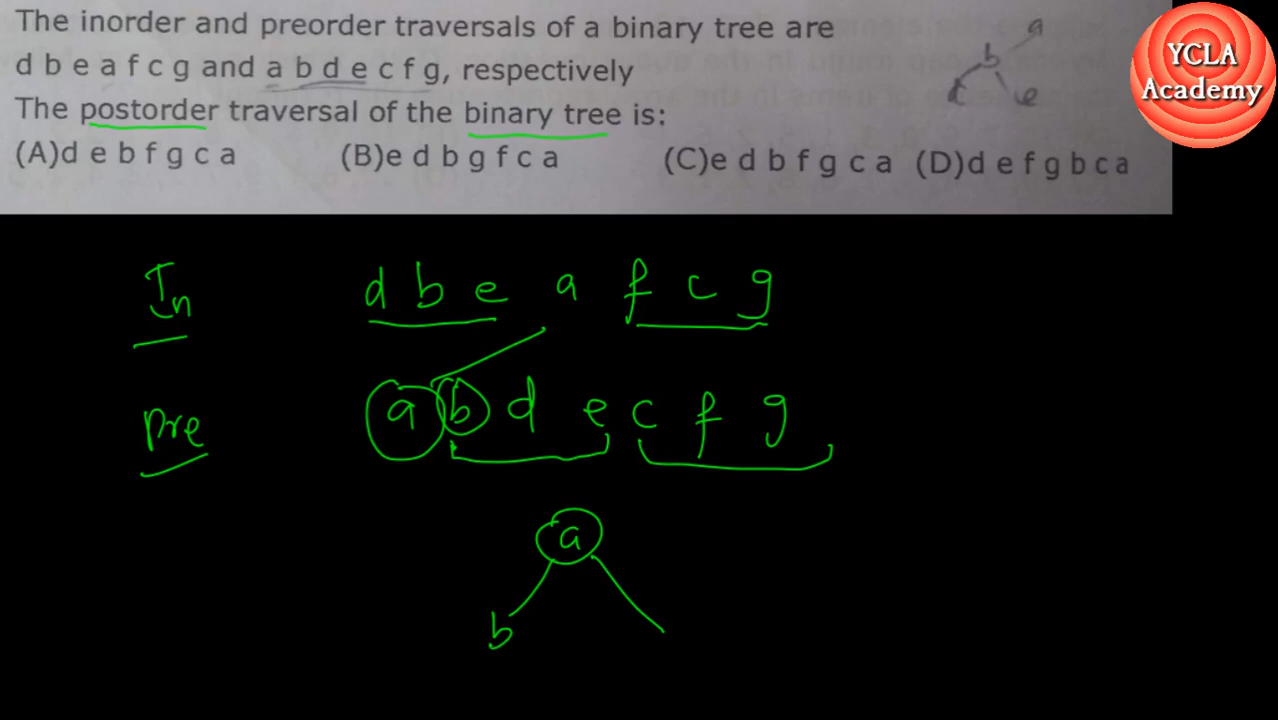 The inorder and preorder traversals of a binary tree are
d b e a f c g and a b d e c f g, respectively
The postorder traversal of the binary tree is:
(A)d e b f g c a (B)e d b g f c a (C)e d b f g c a (D)d e f g b c a
a
b
e
YCLA
Academy
In d b e a f c g
Pre a b d e c f g
a
b